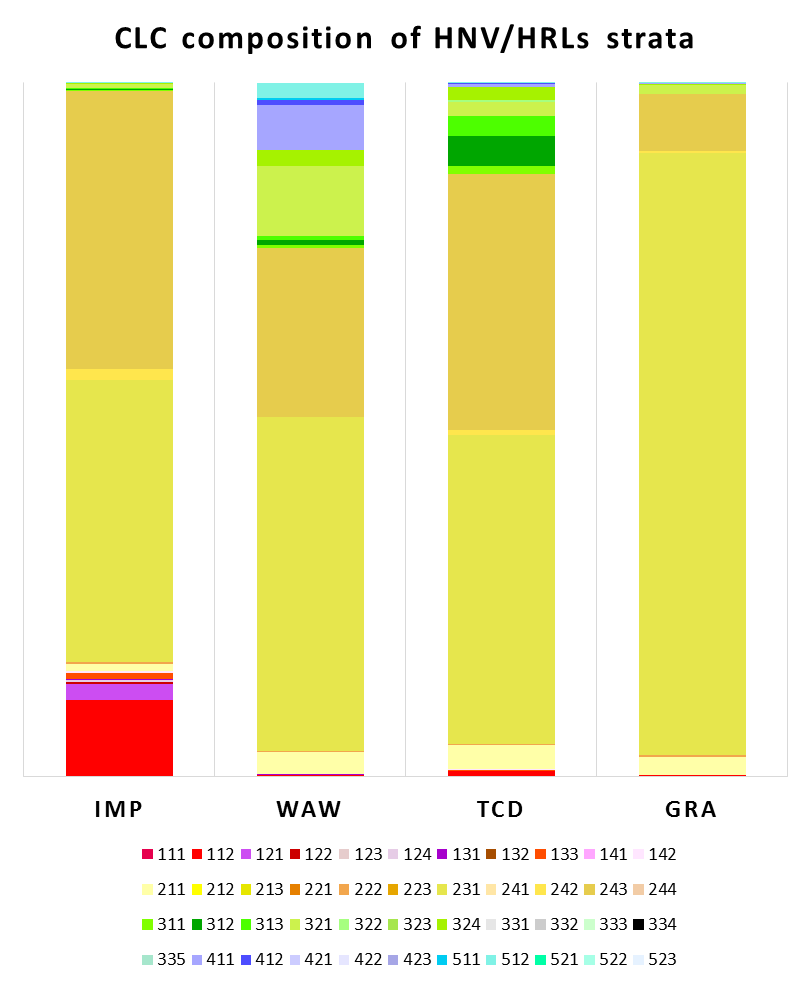 CLC composition of HNV/HRLs strata
IMP WAW TCD GRA
111 112 121 122 123 124 131 132 133 141 142
211 212 213 221 222 223 231 241 242 243 244
311 312 313 321 322 323 324 331 332 333 334
335 411 412 421 422 423 511 512 521 522 523